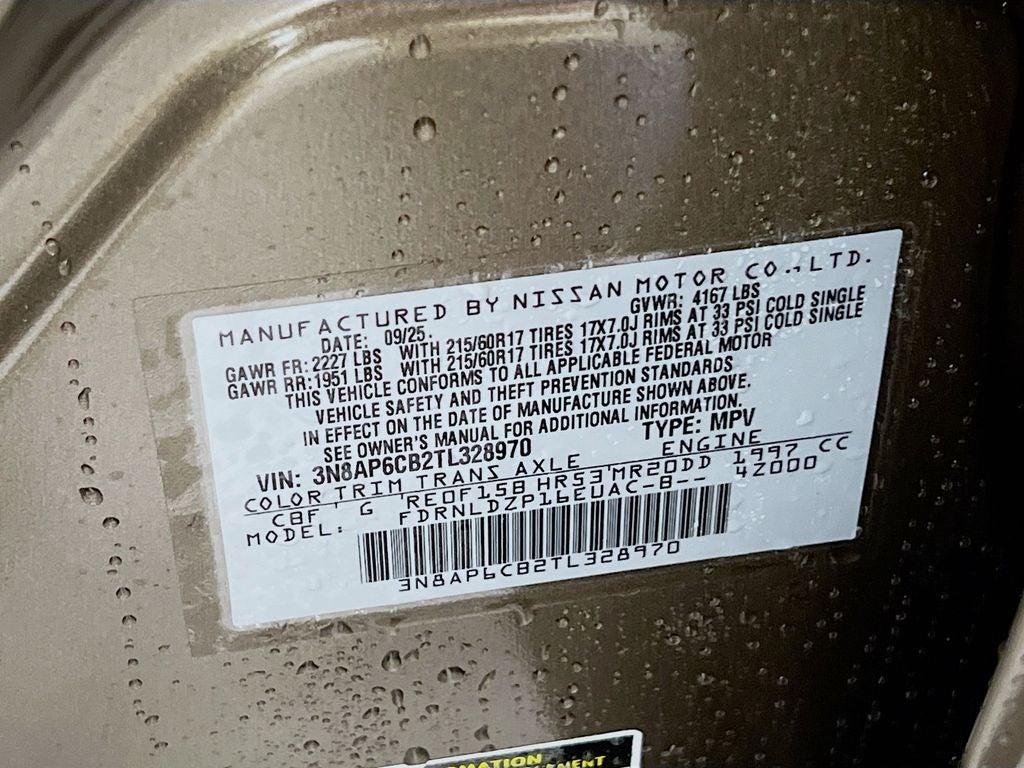 MANUFACTURED BY NISSAN MOTOR CO.,LTD.
DATE: 09/25. GVWR: 4167 LBS
GAWR FR: 2227 LBS WITH 215/60R17 TIRES 17X7.0J RIMS AT 33 PSI COLD SINGLE
GAWR RR: 1951 LBS WITH 215/60R17 TIRES 17X7.0J RIMS AT 33 PSI COLD SINGLE
THIS VEHICLE CONFORMS TO ALL APPLICABLE FEDERAL MOTOR
VEHICLE SAFETY AND THEFT PREVENTION STANDARDS
IN EFFECT ON THE DATE OF MANUFACTURE SHOWN ABOVE.
SEE OWNER'S MANUAL FOR ADDITIONAL INFORMATION.
VIN: 3N8AP6CB2TL328970 TYPE: MPV
COLOR TRIM TRANS AXLE ENGINE
CBF G RE0F15B HR53 MR20DD 1997 CC
MODEL: FDRNLDZP16EUAC-B-- 4Z000
3N8AP6CB2TL328970